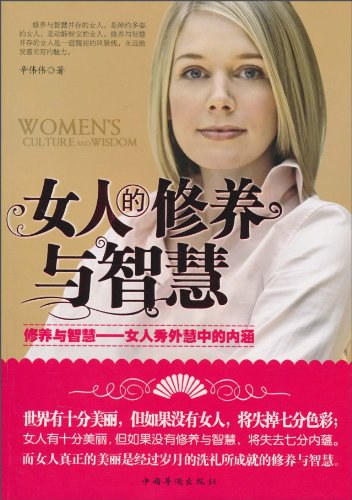 修养与智慧并存的女人，是绰约多姿
的女人，是动静相宜的女人。修养与智慧
并存的女人是一道靓丽的风景线，永远散
发着无穷的魅力。
辛伟伟◎著
WOMEN'S
CULTURE AND WISDOM
女人的修养
与智慧
修养与智慧——女人秀外慧中的内涵
世界有十分美丽，但如果没有女人，将失掉七分色彩；
女人有十分美丽，但如果没有修养与智慧，将失去七分内蕴。
而女人真正的美丽是经过岁月的洗礼所成就的修养与智慧。
中国华侨出版社